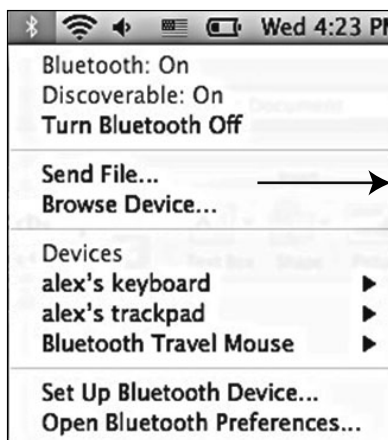 Wed 4:23 PM
Bluetooth: On
Discoverable: On
Turn Bluetooth Off
Send File...
Browse Device...
Devices
alex's keyboard
alex's trackpad
Bluetooth Travel Mouse
Set Up Bluetooth Device...
Open Bluetooth Preferences...